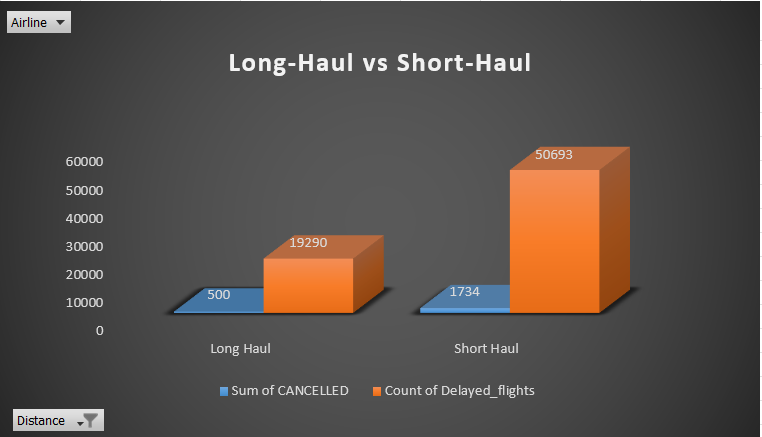 Airline
Long-Haul vs Short-Haul
60000
50000
40000
30000
20000
10000
0
500
19290
1734
50693
Long Haul
Short Haul
Sum of CANCELLED
Count of Delayed_flights
Distance